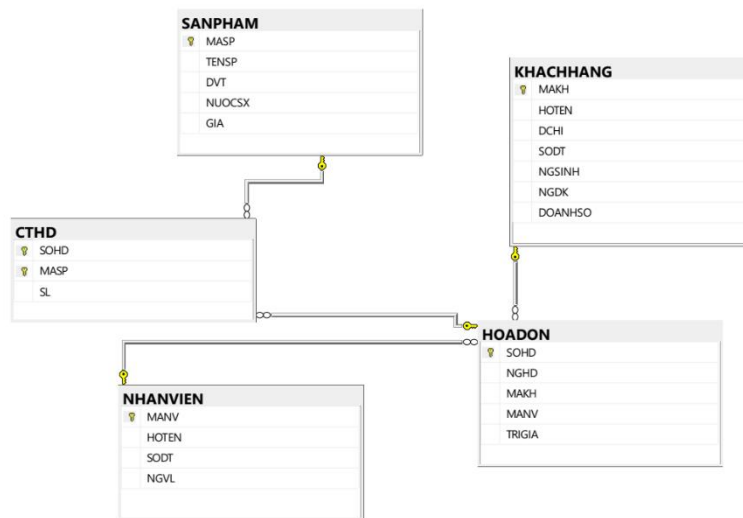 SANPHAM
MASP
TENSP
DVT
NUOCSX
GIA
KHACHHANG
MAKH
HOTEN
DCHI
SODT
NGSINH
NGDK
DOANHSO
CTHD
SOHD
MASP
SL
HOADON
SOHD
NGHD
MAKH
MANV
TRIGIA
NHANVIEN
MANV
HOTEN
SODT
NGVL